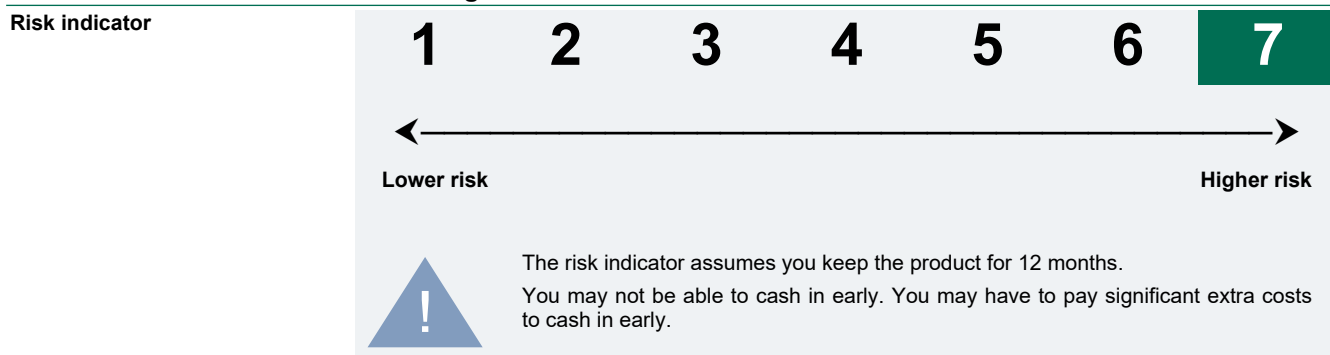 Risk indicator
1 2 3 4 5 6 7
Lower risk Higher risk
!
The risk indicator assumes you keep the product for 12 months.
You may not be able to cash in early. You may have to pay significant extra costs
to cash in early.